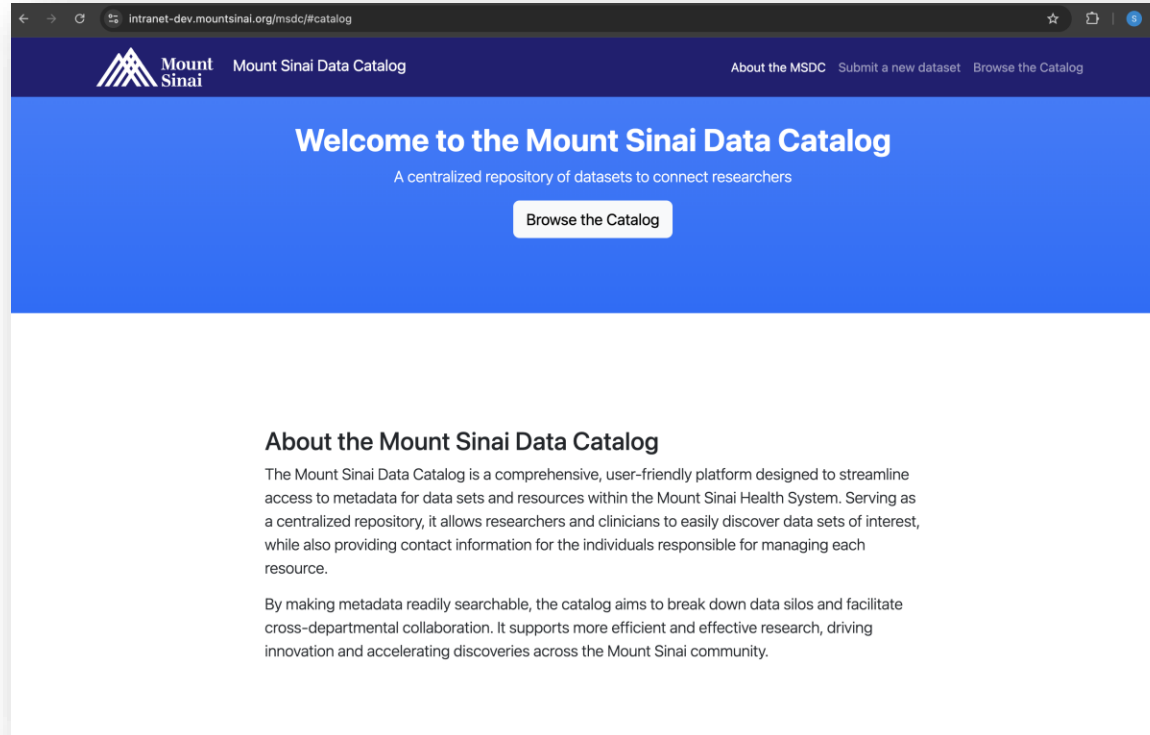 intranet-dev.mountsinai.org/msdc/#catalog
S
Mount
Sinai
Mount Sinai Data Catalog
About the MSDC Submit a new dataset Browse the Catalog
Welcome to the Mount Sinai Data Catalog
A centralized repository of datasets to connect researchers
Browse the Catalog
About the Mount Sinai Data Catalog
The Mount Sinai Data Catalog is a comprehensive, user-friendly platform designed to streamline
access to metadata for data sets and resources within the Mount Sinai Health System. Serving as
a centralized repository, it allows researchers and clinicians to easily discover data sets of interest,
while also providing contact information for the individuals responsible for managing each
resource.
By making metadata readily searchable, the catalog aims to break down data silos and facilitate
cross-departmental collaboration. It supports more efficient and effective research, driving
innovation and accelerating discoveries across the Mount Sinai community.